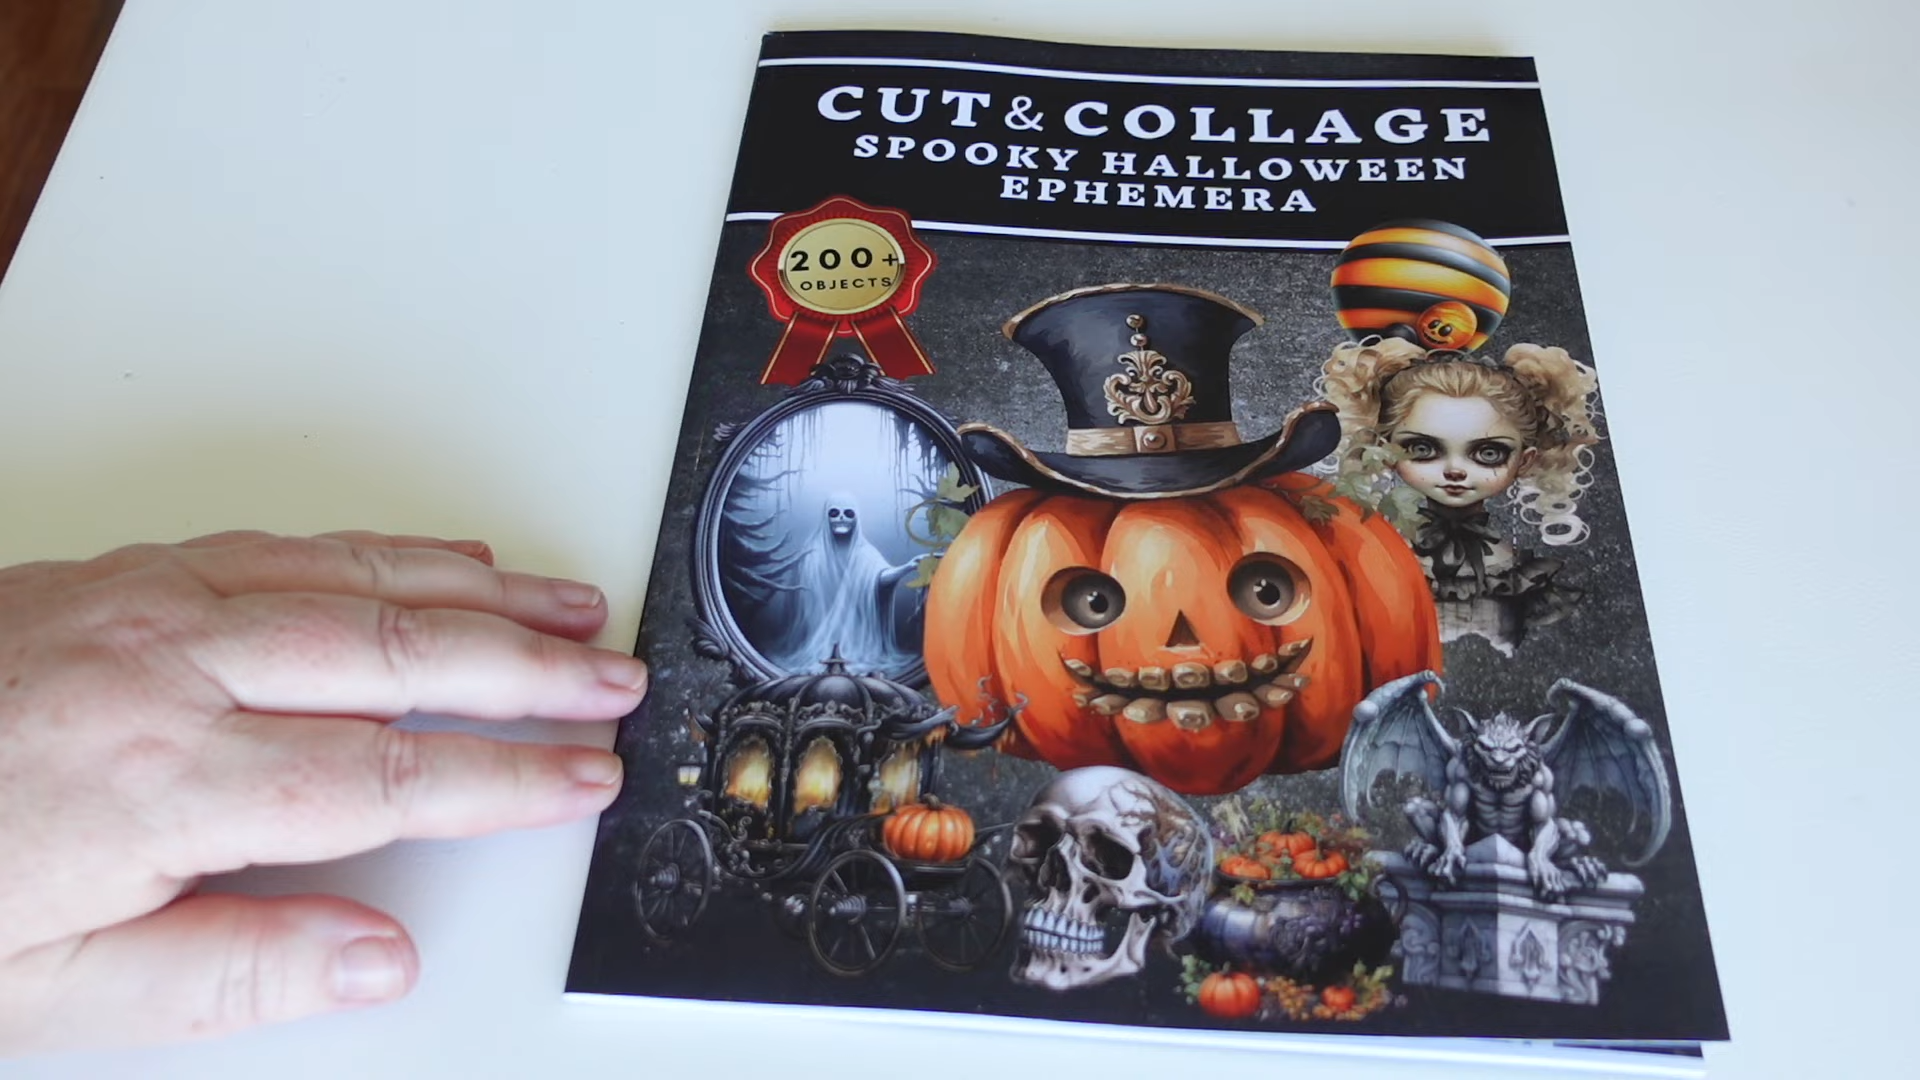 CUT & COLLAGE
SPOOKY HALLOWEEN
EPHEMERA
200+
OBJECTS